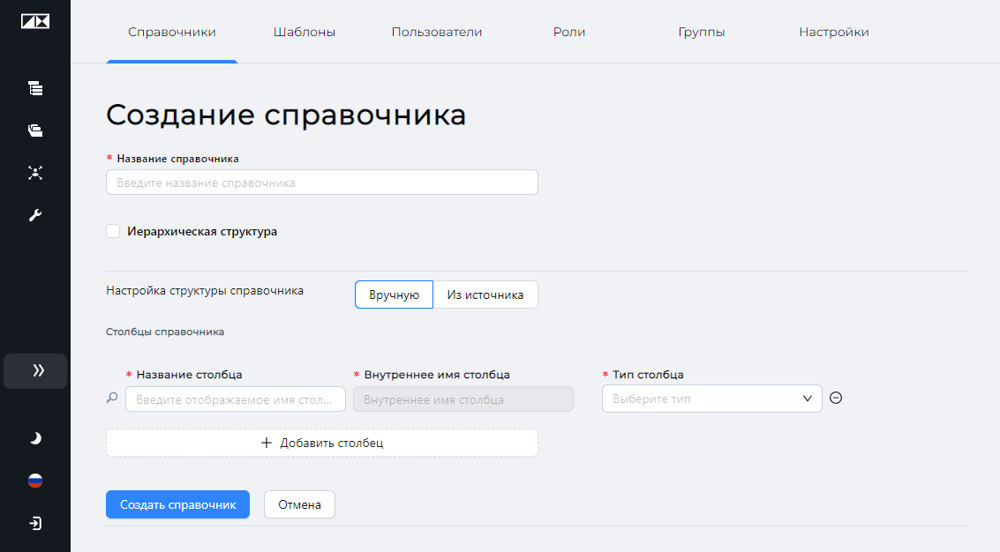 Справочники Шаблоны Пользователи Роли Группы Настройки
Создание справочника
* Название справочника
Введите название справочника
Иерархическая структура
Настройка структуры справочника Вручную Из источника
Столбцы справочника
* Название столбца * Внутреннее имя столбца * Тип столбца
Введите отображаемое имя стол... Внутреннее имя столбца Выберите тип
+ Добавить столбец
Создать справочник Отмена